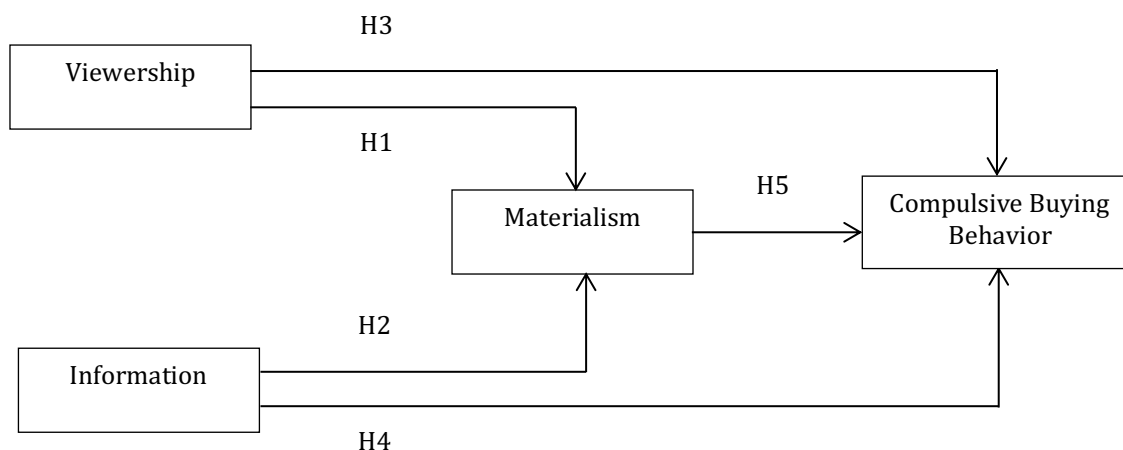 H3
Viewership
H1
H5
Materialism
Compulsive Buying
Behavior
H2
Information
H4